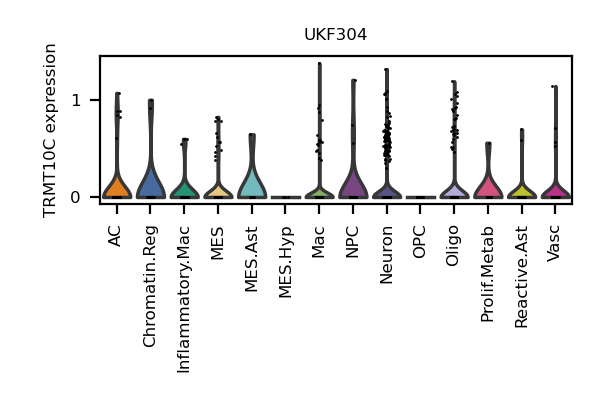 UKF304
TRMT10C expression
1
0
AC
Chromatin.Reg
Inflammatory.Mac
MES
MES.Ast
MES.Hyp
Mac
NPC
Neuron
OPC
Oligo
Prolif.Metab
Reactive.Ast
Vasc